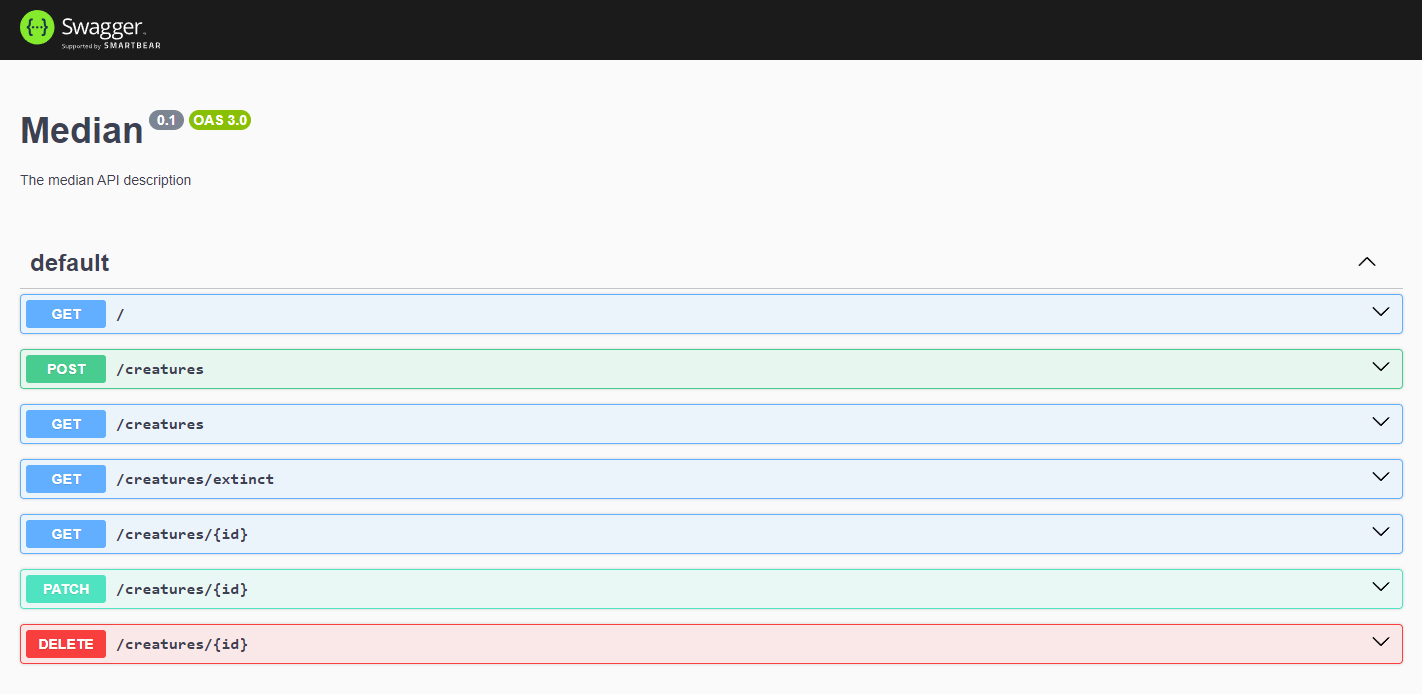 {···} Swagger
Supported by SMARTBEAR
Median 0.1 OAS 3.0
The median API description
default
GET /
POST /creatures
GET /creatures
GET /creatures/extinct
GET /creatures/{id}
PATCH /creatures/{id}
DELETE /creatures/{id}